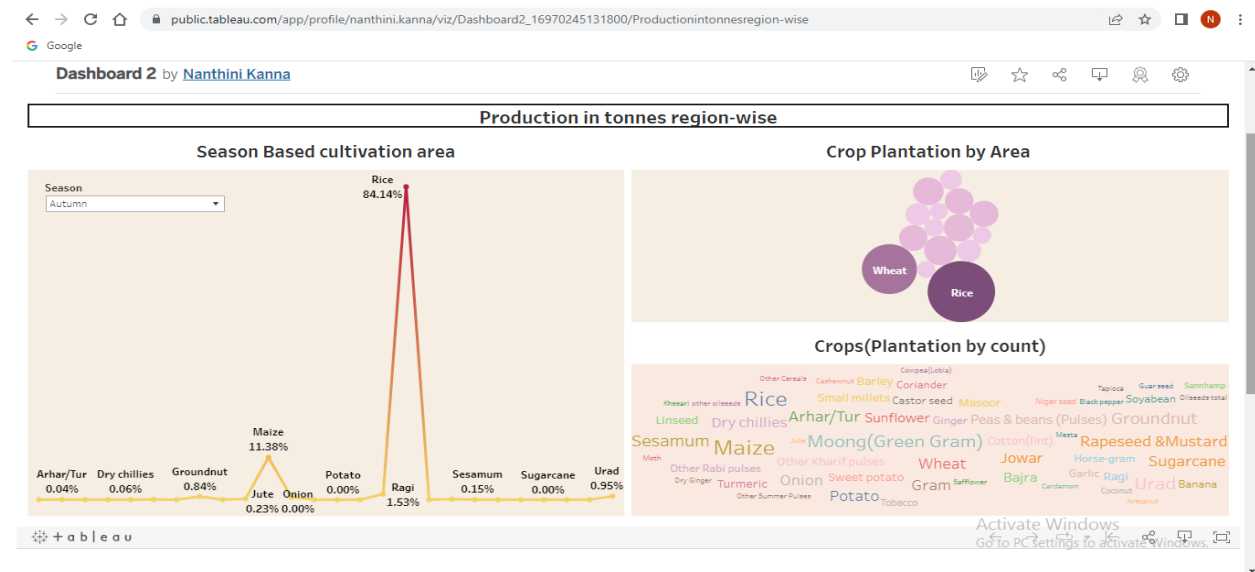 public.tableau.com/app/profile/nanthini.kanna/viz/Dashboard2_16970245131800/Productionintonnesregion-wise
N
G Google
Dashboard 2 by Nanthini Kanna
Production in tonnes region-wise
Season Based cultivation area
Season
Autumn
Rice
84.14%
Maize
11.38%
Arhar/Tur
0.04%
Dry chillies
0.06%
Groundnut
0.84%
Jute
0.23%
Onion
0.00%
Potato
0.00%
Ragi
1.53%
Sesamum
0.15%
Sugarcane
0.00%
Urad
0.95%
Crop Plantation by Area
Wheat
Rice
Crops(Plantation by count)
Cowpea(Lobia)
Other Cereals Cashewnut Barley Coriander
Tapioca Guar seed Sannhamp
Khesari other oilseeds Rice Small millets Castor seed Masoor Niger seed Black pepper Soyabean Oilseeds total
Linseed Dry chillies Arhar/Tur Sunflower Ginger Peas & beans (Pulses) Groundnut
Sesamum Maize Jute Moong(Green Gram) Cotton(lint) Mesta Rapeseed &Mustard
Moth Other Rabi pulses Other Kharif pulses Wheat Jowar Horse-gram Sugarcane
Dry Ginger Turmeric Onion Sweet potato Gram Safflower Bajra Cardamom Garlic Ragi Urad Banana
Other Summer Pulses Potato Tobacco Coconut
Arecanut
Activate Windows
Go to PC settings to activate Windows.
+ a b l e a u